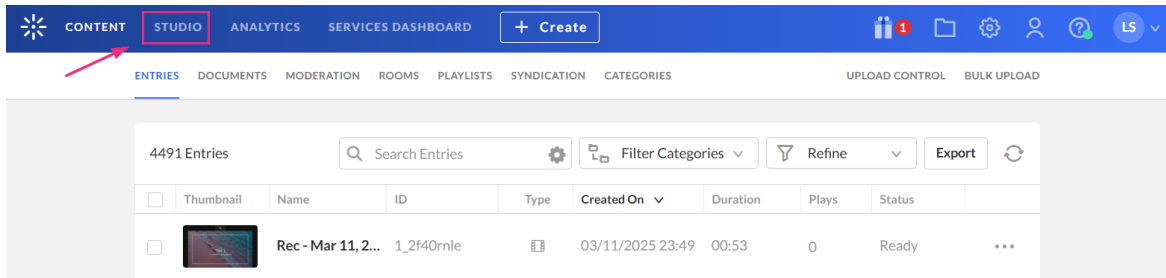 CONTENT STUDIO ANALYTICS SERVICES DASHBOARD + Create 1 LS
ENTRIES DOCUMENTS MODERATION ROOMS PLAYLISTS SYNDICATION CATEGORIES UPLOAD CONTROL BULK UPLOAD
4491 Entries Search Entries Filter Categories Refine Export
Thumbnail Name ID Type Created On Duration Plays Status
Rec - Mar 11, 2... 1_2f40rnle 03/11/2025 23:49 00:53 0 Ready